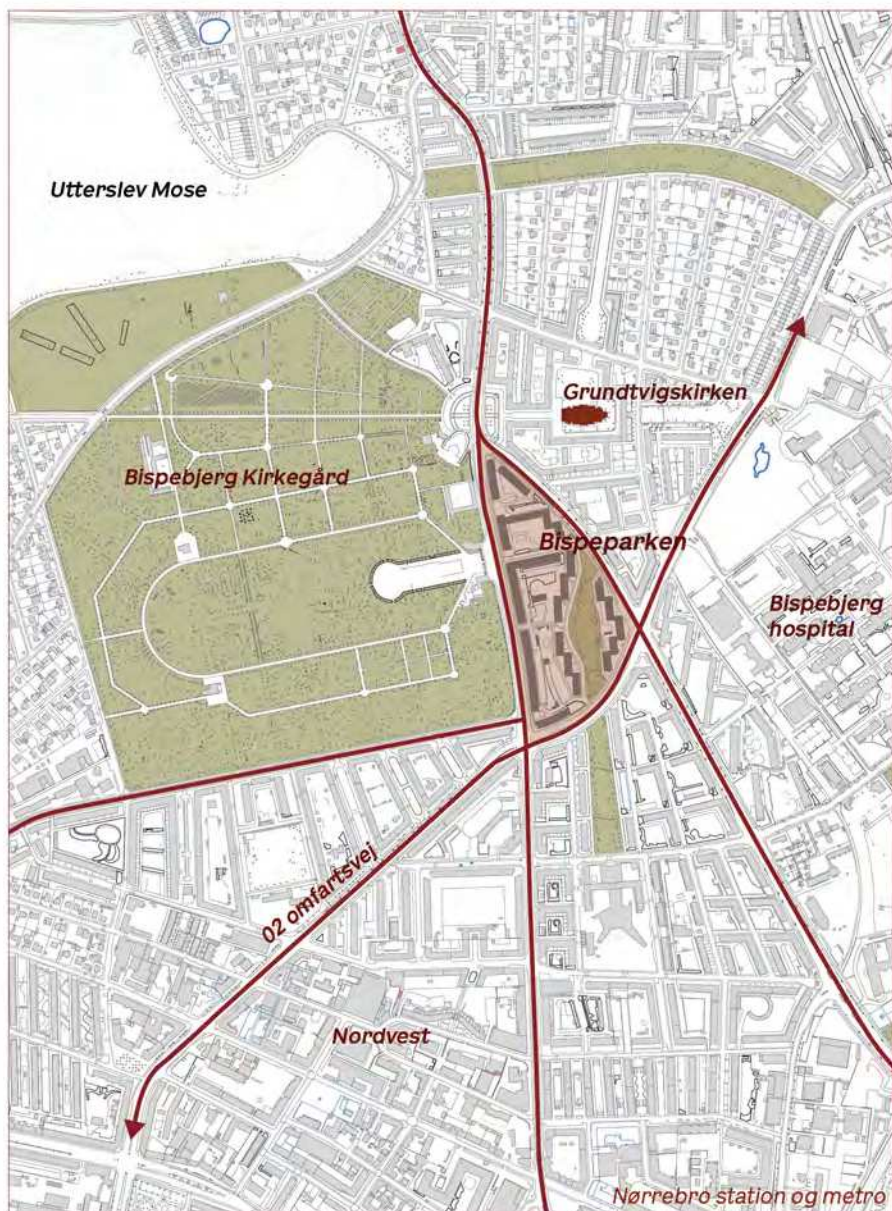 Utterslev Mose
Grundtvigskirken
Bispebjerg Kirkegård
Bispeparken
Bispebjerg
hospital
02 omfartsvej
Nordvest
Nørrebro station og metro